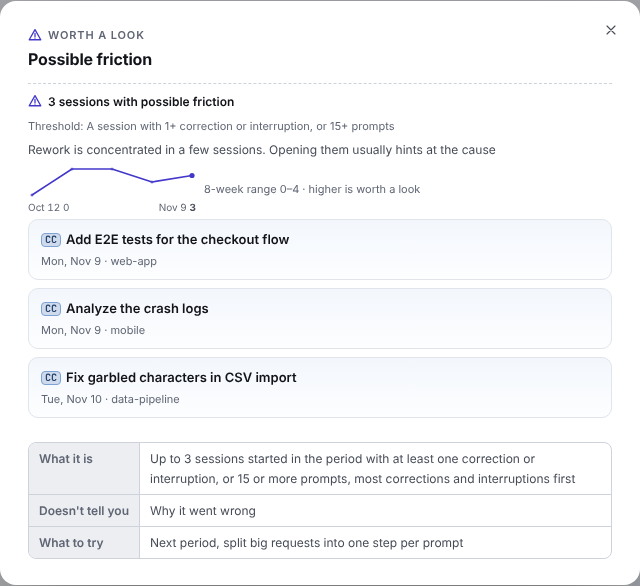 WORTH A LOOK
Possible friction
3 sessions with possible friction
Threshold: A session with 1+ correction or interruption, or 15+ prompts
Rework is concentrated in a few sessions. Opening them usually hints at the cause
8-week range 0–4 · higher is worth a look
Oct 12 0
Nov 9 3
CC Add E2E tests for the checkout flow
Mon, Nov 9 · web-app
CC Analyze the crash logs
Mon, Nov 9 · mobile
CC Fix garbled characters in CSV import
Tue, Nov 10 · data-pipeline
What it is
Up to 3 sessions started in the period with at least one correction or
interruption, or 15 or more prompts, most corrections and interruptions first
Doesn't tell you
Why it went wrong
What to try
Next period, split big requests into one step per prompt